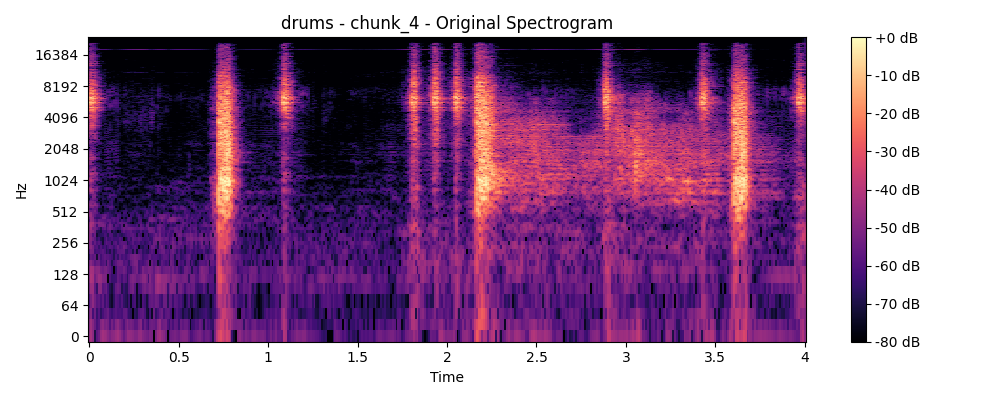 drums - chunk_4 - Original Spectrogram
Hz
16384
8192
4096
2048
1024
512
256
128
64
0
0 0.5 1 1.5 2 2.5 3 3.5 4
Time
+0 dB
-10 dB
-20 dB
-30 dB
-40 dB
-50 dB
-60 dB
-70 dB
-80 dB